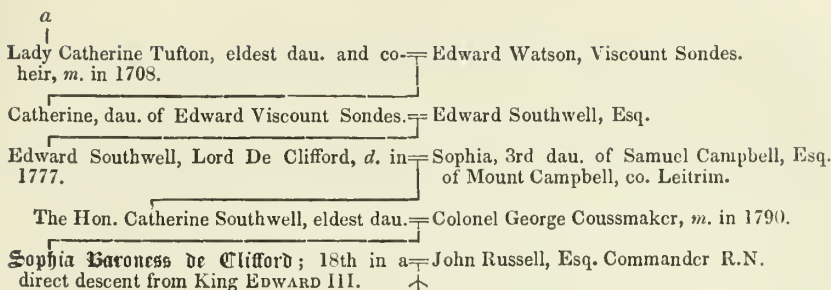 a
Lady Catherine Tufton, eldest dau. and co-
heir, m. in 1708.
Edward Watson, Viscount Sondes.
Catherine, dau. of Edward Viscount Sondes.
Edward Southwell, Esq.
Edward Southwell, Lord De Clifford, d. in
1777.
Sophia, 3rd dau. of Samuel Campbell, Esq.
of Mount Campbell, co. Leitrim.
The Hon. Catherine Southwell, eldest dau.
Colonel George Coussmaker, m. in 1790.
Sophia Baroness de Clifford; 18th in a
direct descent from King EDWARD III.
John Russell, Esq. Commander R.N.